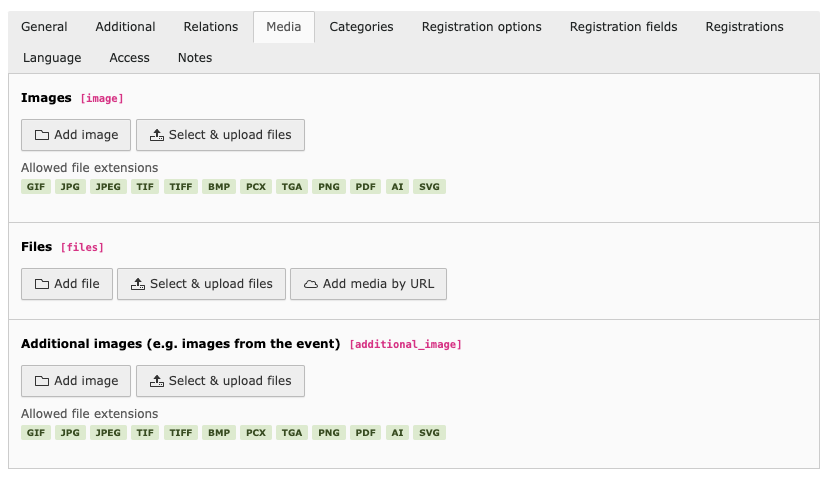 General Additional Relations Media Categories Registration options Registration fields Registrations
Language Access Notes
Images [image]
Add image Select & upload files
Allowed file extensions
GIF JPG JPEG TIF TIFF BMP PCX TGA PNG PDF AI SVG
Files [files]
Add file Select & upload files Add media by URL
Additional images (e.g. images from the event) [additional_image]
Add image Select & upload files
Allowed file extensions
GIF JPG JPEG TIF TIFF BMP PCX TGA PNG PDF AI SVG